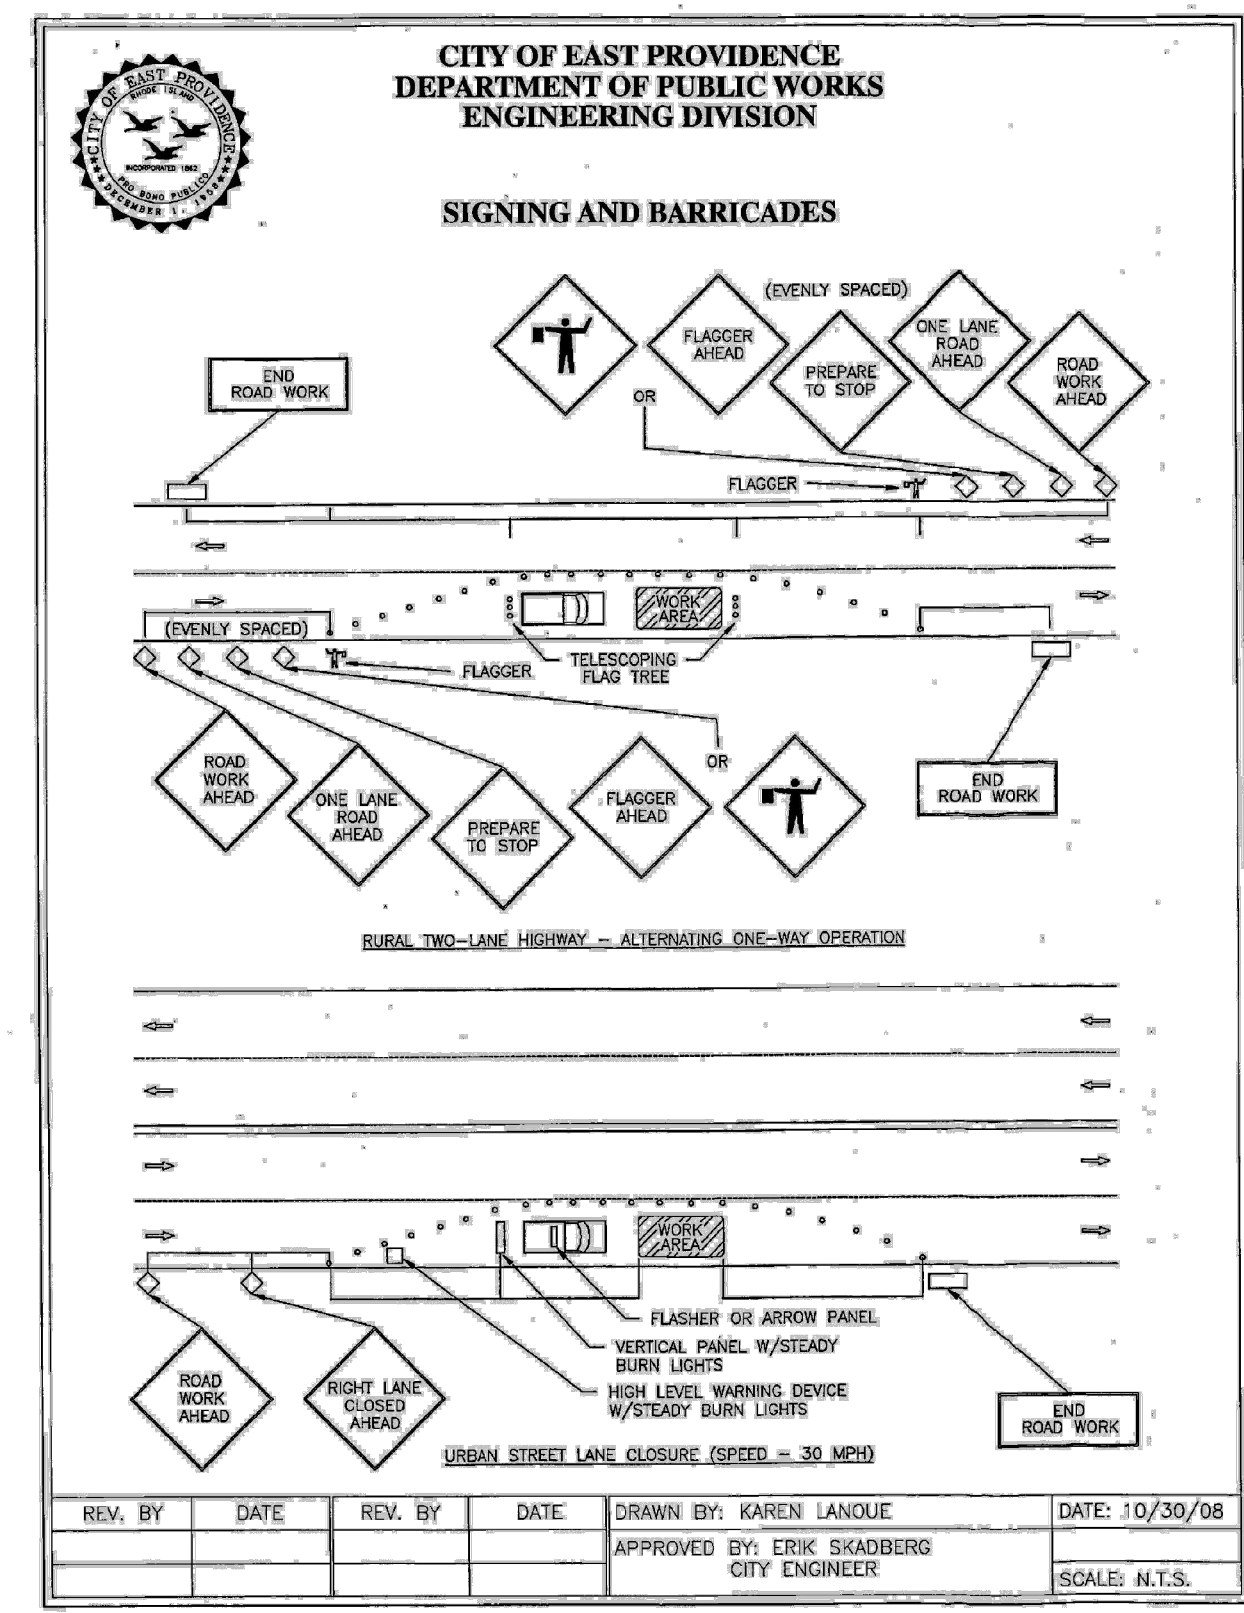 CITY OF EAST PROVIDENCE
DEPARTMENT OF PUBLIC WORKS
ENGINEERING DIVISION
CITY OF EAST PROVIDENCE
RHODE ISLAND
INCORPORATED 1862
PRO BONO PUBLICO
DECEMBER 1, 1958
SIGNING AND BARRICADES
(EVENLY SPACED)
FLAGGER
AHEAD
ONE LANE
ROAD
AHEAD
PREPARE
TO STOP
ROAD
WORK
AHEAD
END
ROAD WORK
OR
FLAGGER
WORK
AREA
(EVENLY SPACED)
FLAGGER
TELESCOPING
FLAG TREE
ROAD
WORK
AHEAD
ONE LANE
ROAD
AHEAD
PREPARE
TO STOP
FLAGGER
AHEAD
OR
END
ROAD WORK
RURAL TWO-LANE HIGHWAY - ALTERNATING ONE-WAY OPERATION
WORK
AREA
FLASHER OR ARROW PANEL
VERTICAL PANEL W/STEADY
BURN LIGHTS
HIGH LEVEL WARNING DEVICE
W/STEADY BURN LIGHTS
ROAD
WORK
AHEAD
RIGHT LANE
CLOSED
AHEAD
END
ROAD WORK
URBAN STREET LANE CLOSURE (SPEED - 30 MPH)
REV. BY DATE REV. BY DATE DRAWN BY: KAREN LANOUE DATE: 10/30/08
APPROVED BY: ERIK SKADBERG
CITY ENGINEER
SCALE: N.T.S.